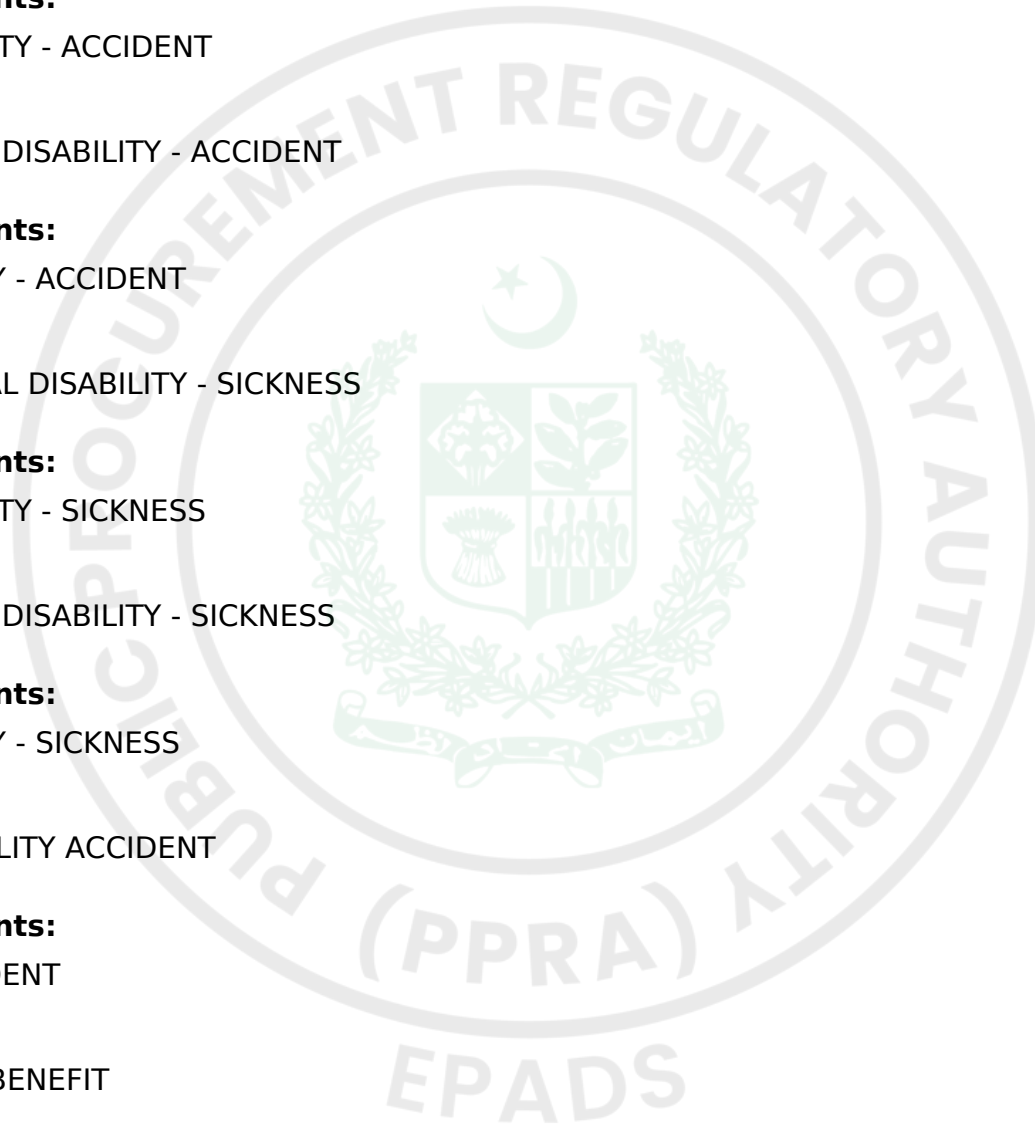 nts:
TY - ACCIDENT
DISABILITY - ACCIDENT
nts:
Y - ACCIDENT
AL DISABILITY - SICKNESS
nts:
TY - SICKNESS
DISABILITY - SICKNESS
nts:
Y - SICKNESS
LITY ACCIDENT
nts:
DENT
BENEFIT
PUBLIC PROCUREMENT REGULATORY AUTHORITY
(PPRA)
EPADS